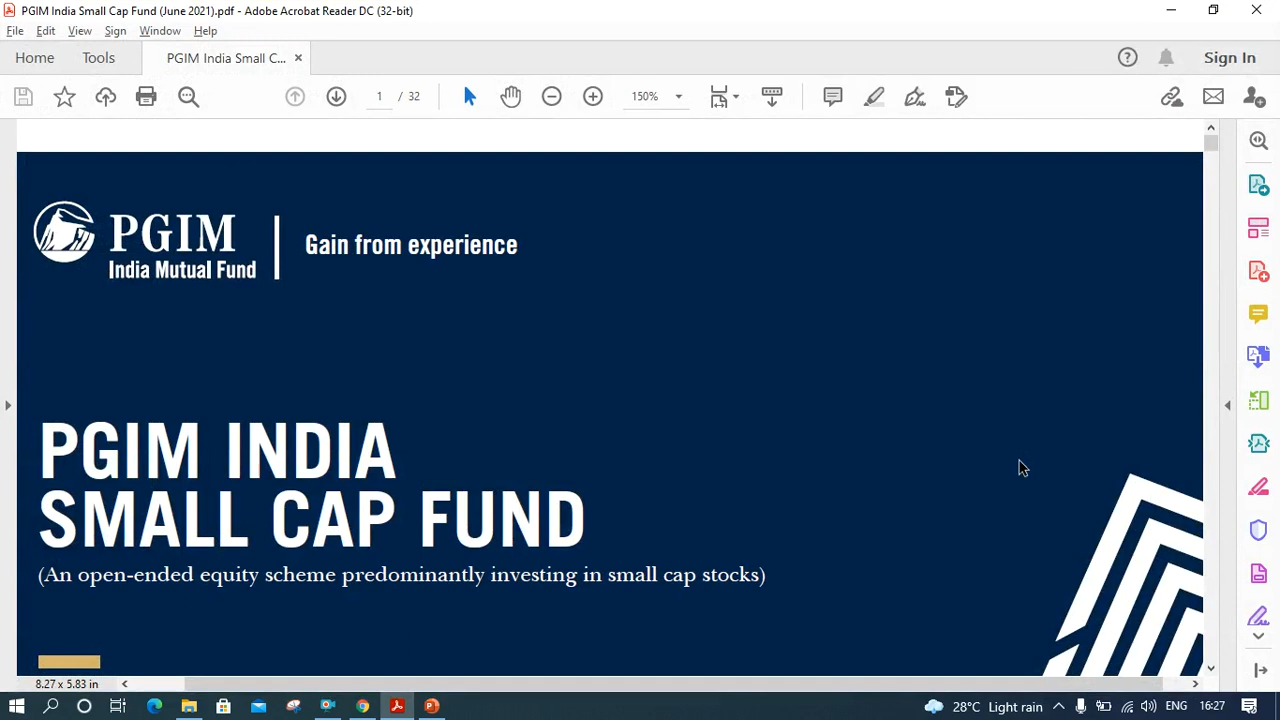 PGIM India Small Cap Fund (June 2021).pdf - Adobe Acrobat Reader DC (32-bit)
File Edit View Sign Window Help
Home Tools PGIM India Small C... × Sign In
1 / 32 150%
PGIM
India Mutual Fund
Gain from experience
PGIM INDIA
SMALL CAP FUND
(An open-ended equity scheme predominantly investing in small cap stocks)
8.27 x 5.83 in
28°C Light rain ENG 16:27